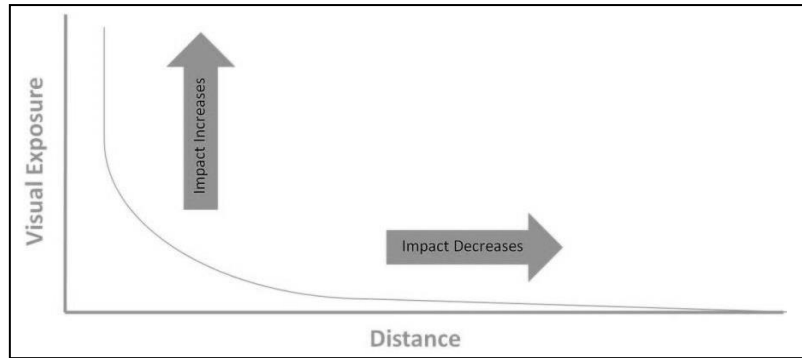 Visual Exposure
Impact Increases
Impact Decreases
Distance